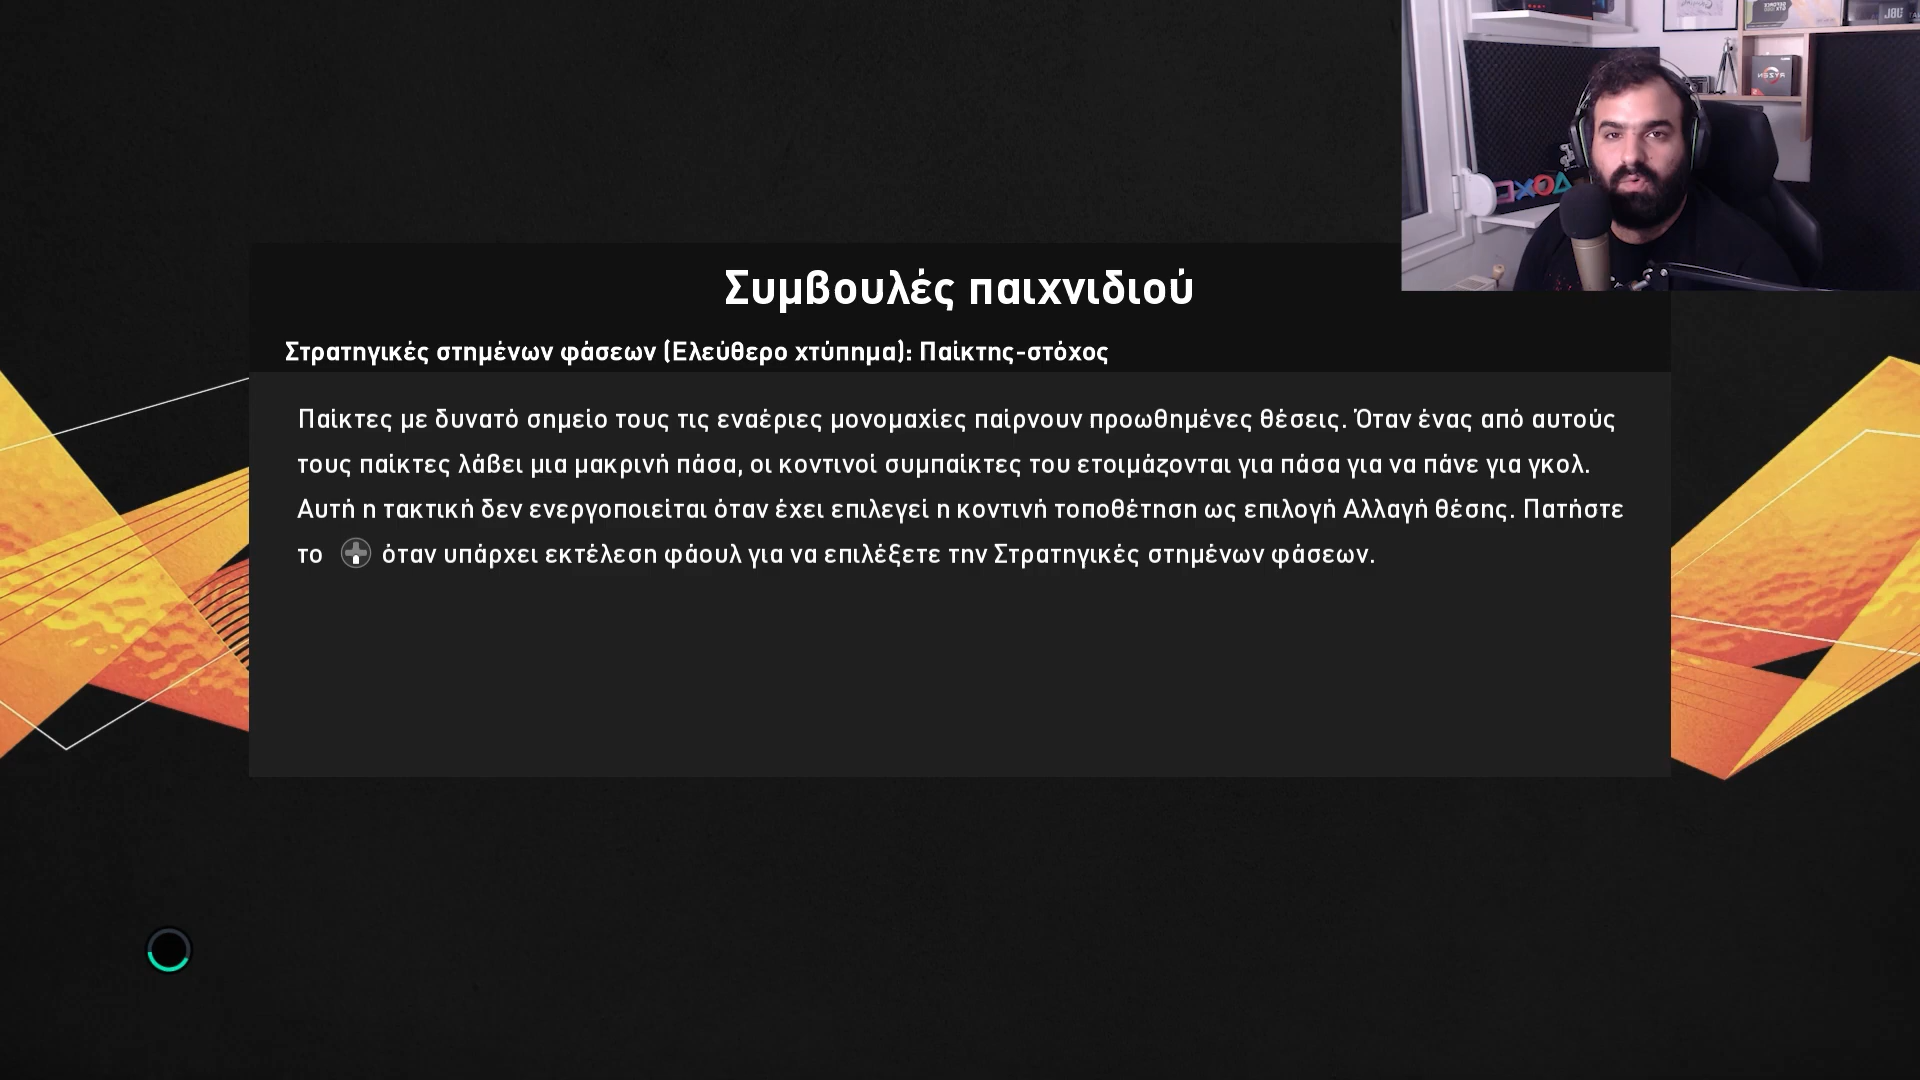 Συμβουλές παιχνιδιού
Στρατηγικές στημένων φάσεων (Ελεύθερο χτύπημα): Παίκτης-στόχος
Παίκτες με δυνατό σημείο τους τις εναέριες μονομαχίες παίρνουν προωθημένες θέσεις. Όταν ένας από αυτούς
τους παίκτες λάβει μια μακρινή πάσα, οι κοντινοί συμπαίκτες του ετοιμάζονται για πάσα για να πάνε για γκολ.
Αυτή η τακτική δεν ενεργοποιείται όταν έχει επιλεγεί η κοντινή τοποθέτηση ως επιλογή Αλλαγή θέσης. Πατήστε
το όταν υπάρχει εκτέλεση φάουλ για να επιλέξετε την Στρατηγικές στημένων φάσεων.
JBL
RYZEN